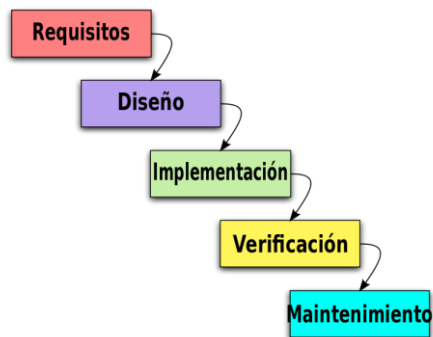 Requisitos
Diseño
Implementación
Verificación
Maintenimiento